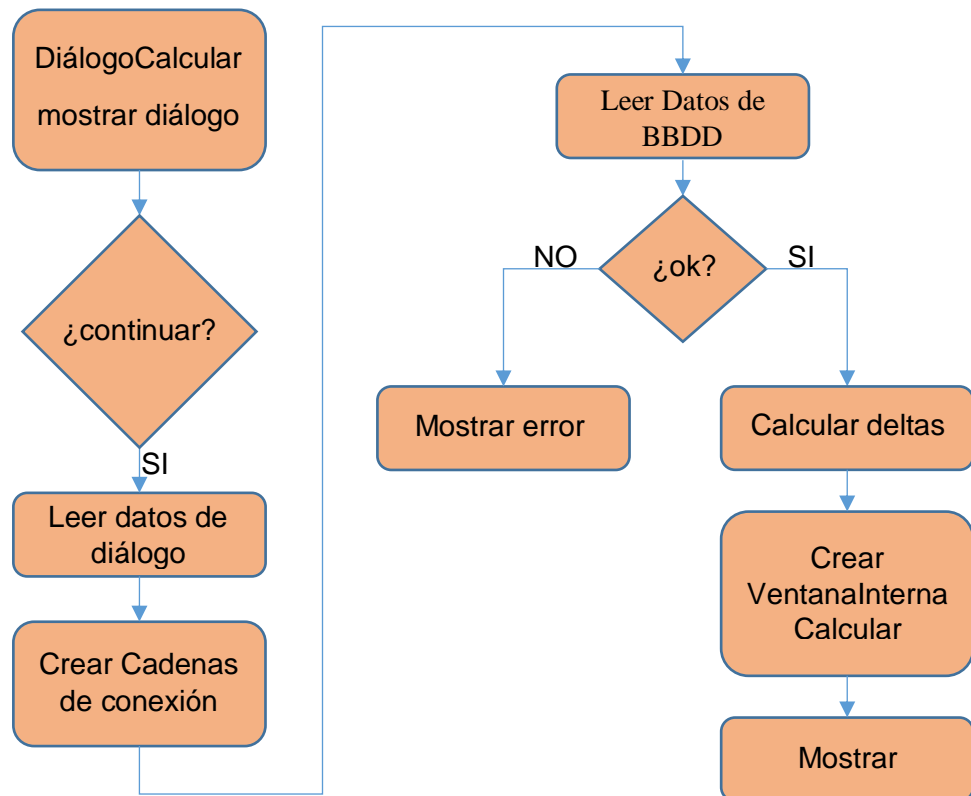 DiálogoCalcular
mostrar diálogo
¿continuar?
SI
Leer datos de
diálogo
Crear Cadenas
de conexión
Leer Datos de
BBDD
¿ok?
NO
SI
Mostrar error
Calcular deltas
Crear
VentanaInterna
Calcular
Mostrar